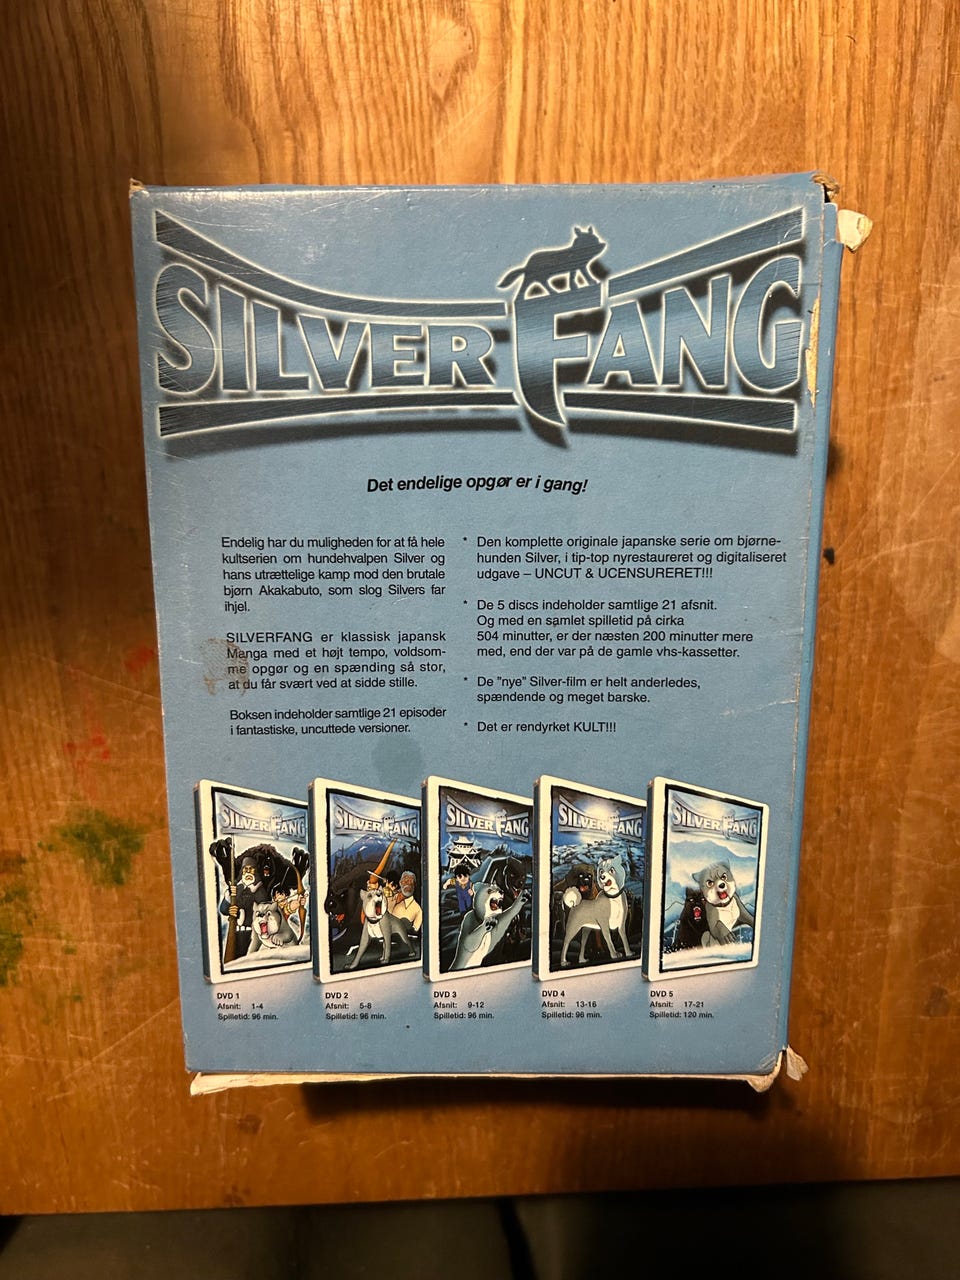 SILVER FANG
Det endelige opgør er i gang!
Endelig har du muligheden for at få hele
kultserien om hundehvalpen Silver og
hans utrættelige kamp mod den brutale
bjørn Akakabuto, som slog Silvers far
ihjel.
SILVERFANG er klassisk japansk
Manga med et højt tempo, voldsom-
me opgør og en spænding så stor,
at du får svært ved at sidde stille.
Boksen indeholder samtlige 21 episoder
i fantastiske, uncuttede versioner.
* Den komplette originale japanske serie om bjørne-
hunden Silver, i tip-top nyrestaureret og digitaliseret
udgave – UNCUT & UCENSURERET!!!
* De 5 discs indeholder samtlige 21 afsnit.
Og med en samlet spilletid på cirka
504 minutter, er der næsten 200 minutter mere
med, end der var på de gamle vhs-kassetter.
* De "nye" Silver-film er helt anderledes,
spændende og meget barske.
* Det er rendyrket KULT!!!
SILVER FANG
SILVER FANG
SILVER FANG
SILVER FANG
SILVER FANG
DVD 1
Afsnit: 1-4
Spilletid: 96 min.
DVD 2
Afsnit: 5-8
Spilletid: 96 min.
DVD 3
Afsnit: 9-12
Spilletid: 96 min.
DVD 4
Afsnit: 13-16
Spilletid: 96 min.
DVD 5
Afsnit: 17-21
Spilletid: 120 min.